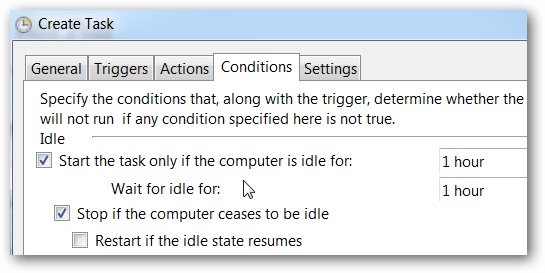 Create Task
General Triggers Actions Conditions Settings
Specify the conditions that, along with the trigger, determine whether the
will not run if any condition specified here is not true.
Idle
Start the task only if the computer is idle for: 1 hour
Wait for idle for: 1 hour
Stop if the computer ceases to be idle
Restart if the idle state resumes